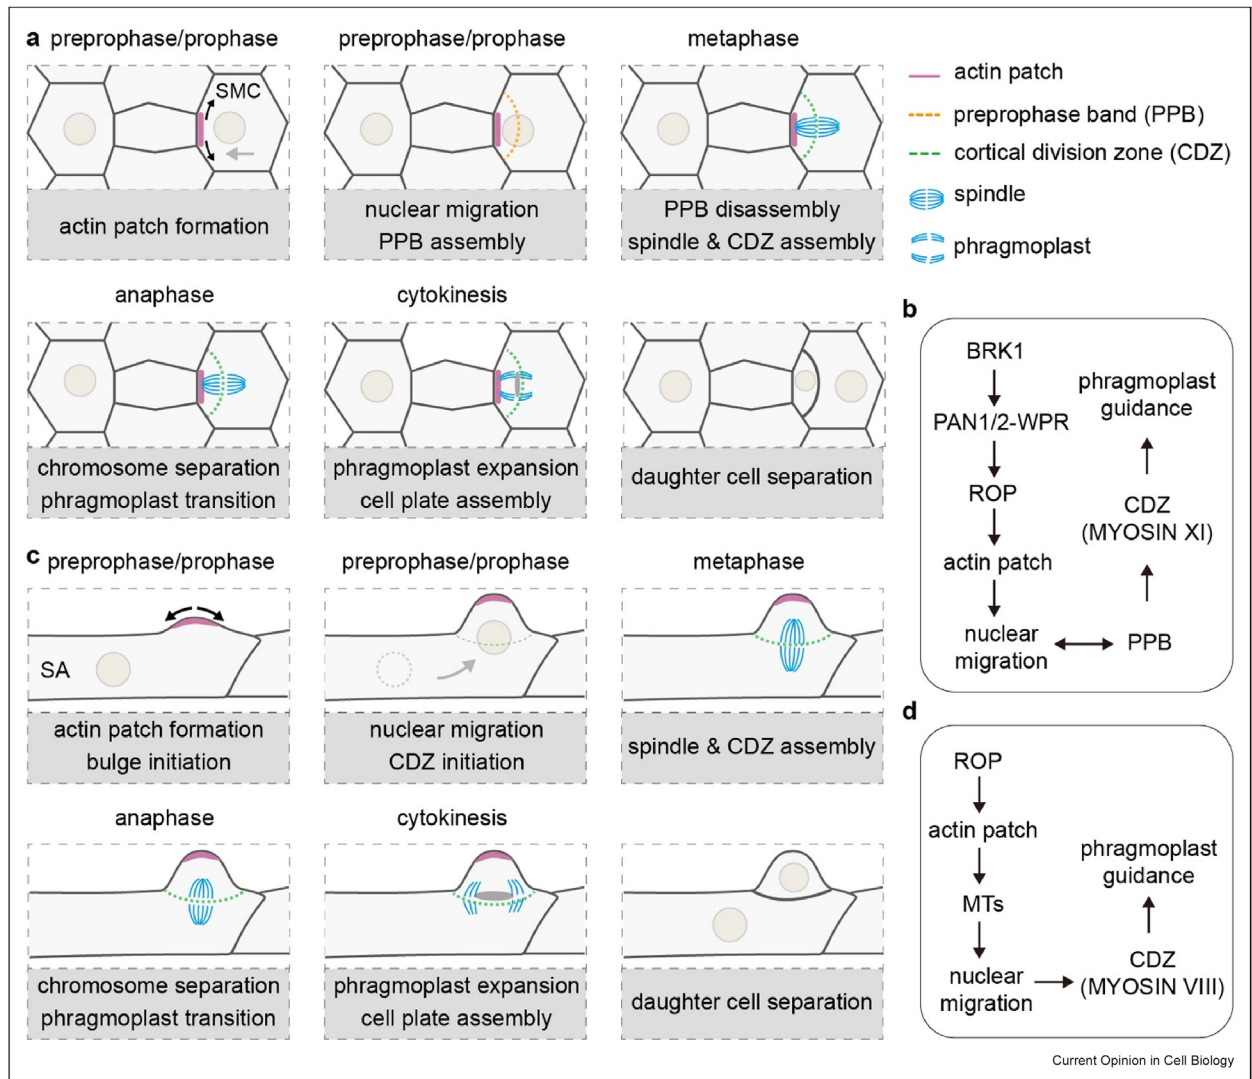 a
preprophase/prophase
preprophase/prophase
metaphase
SMC
actin patch formation
nuclear migration
PPB assembly
PPB disassembly
spindle & CDZ assembly
actin patch
preprophase band (PPB)
cortical division zone (CDZ)
spindle
phragmoplast
anaphase
cytokinesis
chromosome separation
phragmoplast transition
phragmoplast expansion
cell plate assembly
daughter cell separation
b
BRK1
PAN1/2-WPR
ROP
actin patch
nuclear
migration
PPB
CDZ
(MYOSIN XI)
phragmoplast
guidance
c
preprophase/prophase
preprophase/prophase
metaphase
SA
actin patch formation
bulge initiation
nuclear migration
CDZ initiation
spindle & CDZ assembly
anaphase
cytokinesis
chromosome separation
phragmoplast transition
phragmoplast expansion
cell plate assembly
daughter cell separation
d
ROP
actin patch
MTs
nuclear
migration
CDZ
(MYOSIN VIII)
phragmoplast
guidance
Current Opinion in Cell Biology